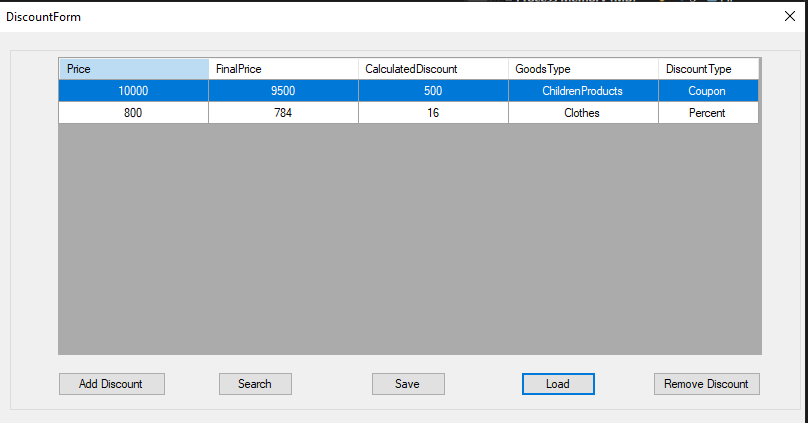 DiscountForm
Price FinalPrice CalculatedDiscount GoodsType DiscountType
10000 9500 500 ChildrenProducts Coupon
800 784 16 Clothes Percent
Add Discount Search Save Load Remove Discount